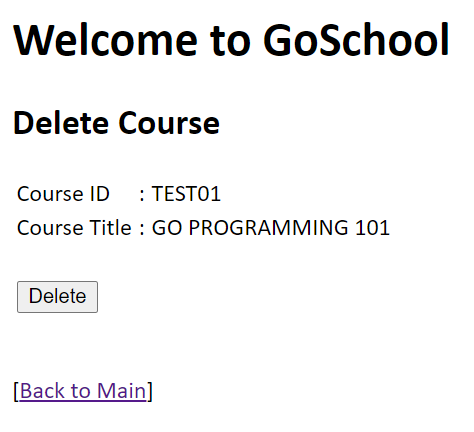 Welcome to GoSchool
Delete Course
Course ID : TEST01
Course Title : GO PROGRAMMING 101
Delete
[Back to Main]